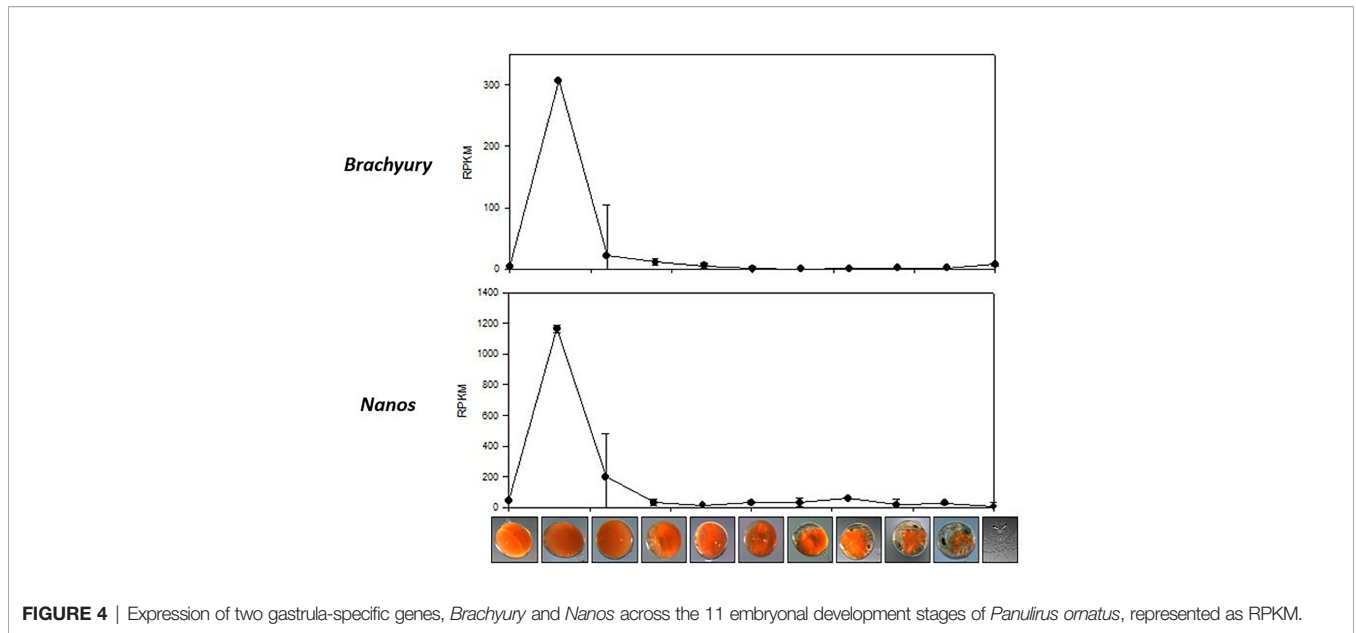 300
200
100
0
RPKM
Brachyury
1400
1200
1000
800
600
400
200
0
RPKM
Nanos
FIGURE 4 | Expression of two gastrula-specific genes, Brachyury and Nanos across the 11 embryonal development stages of Panulirus ornatus, represented as RPKM.